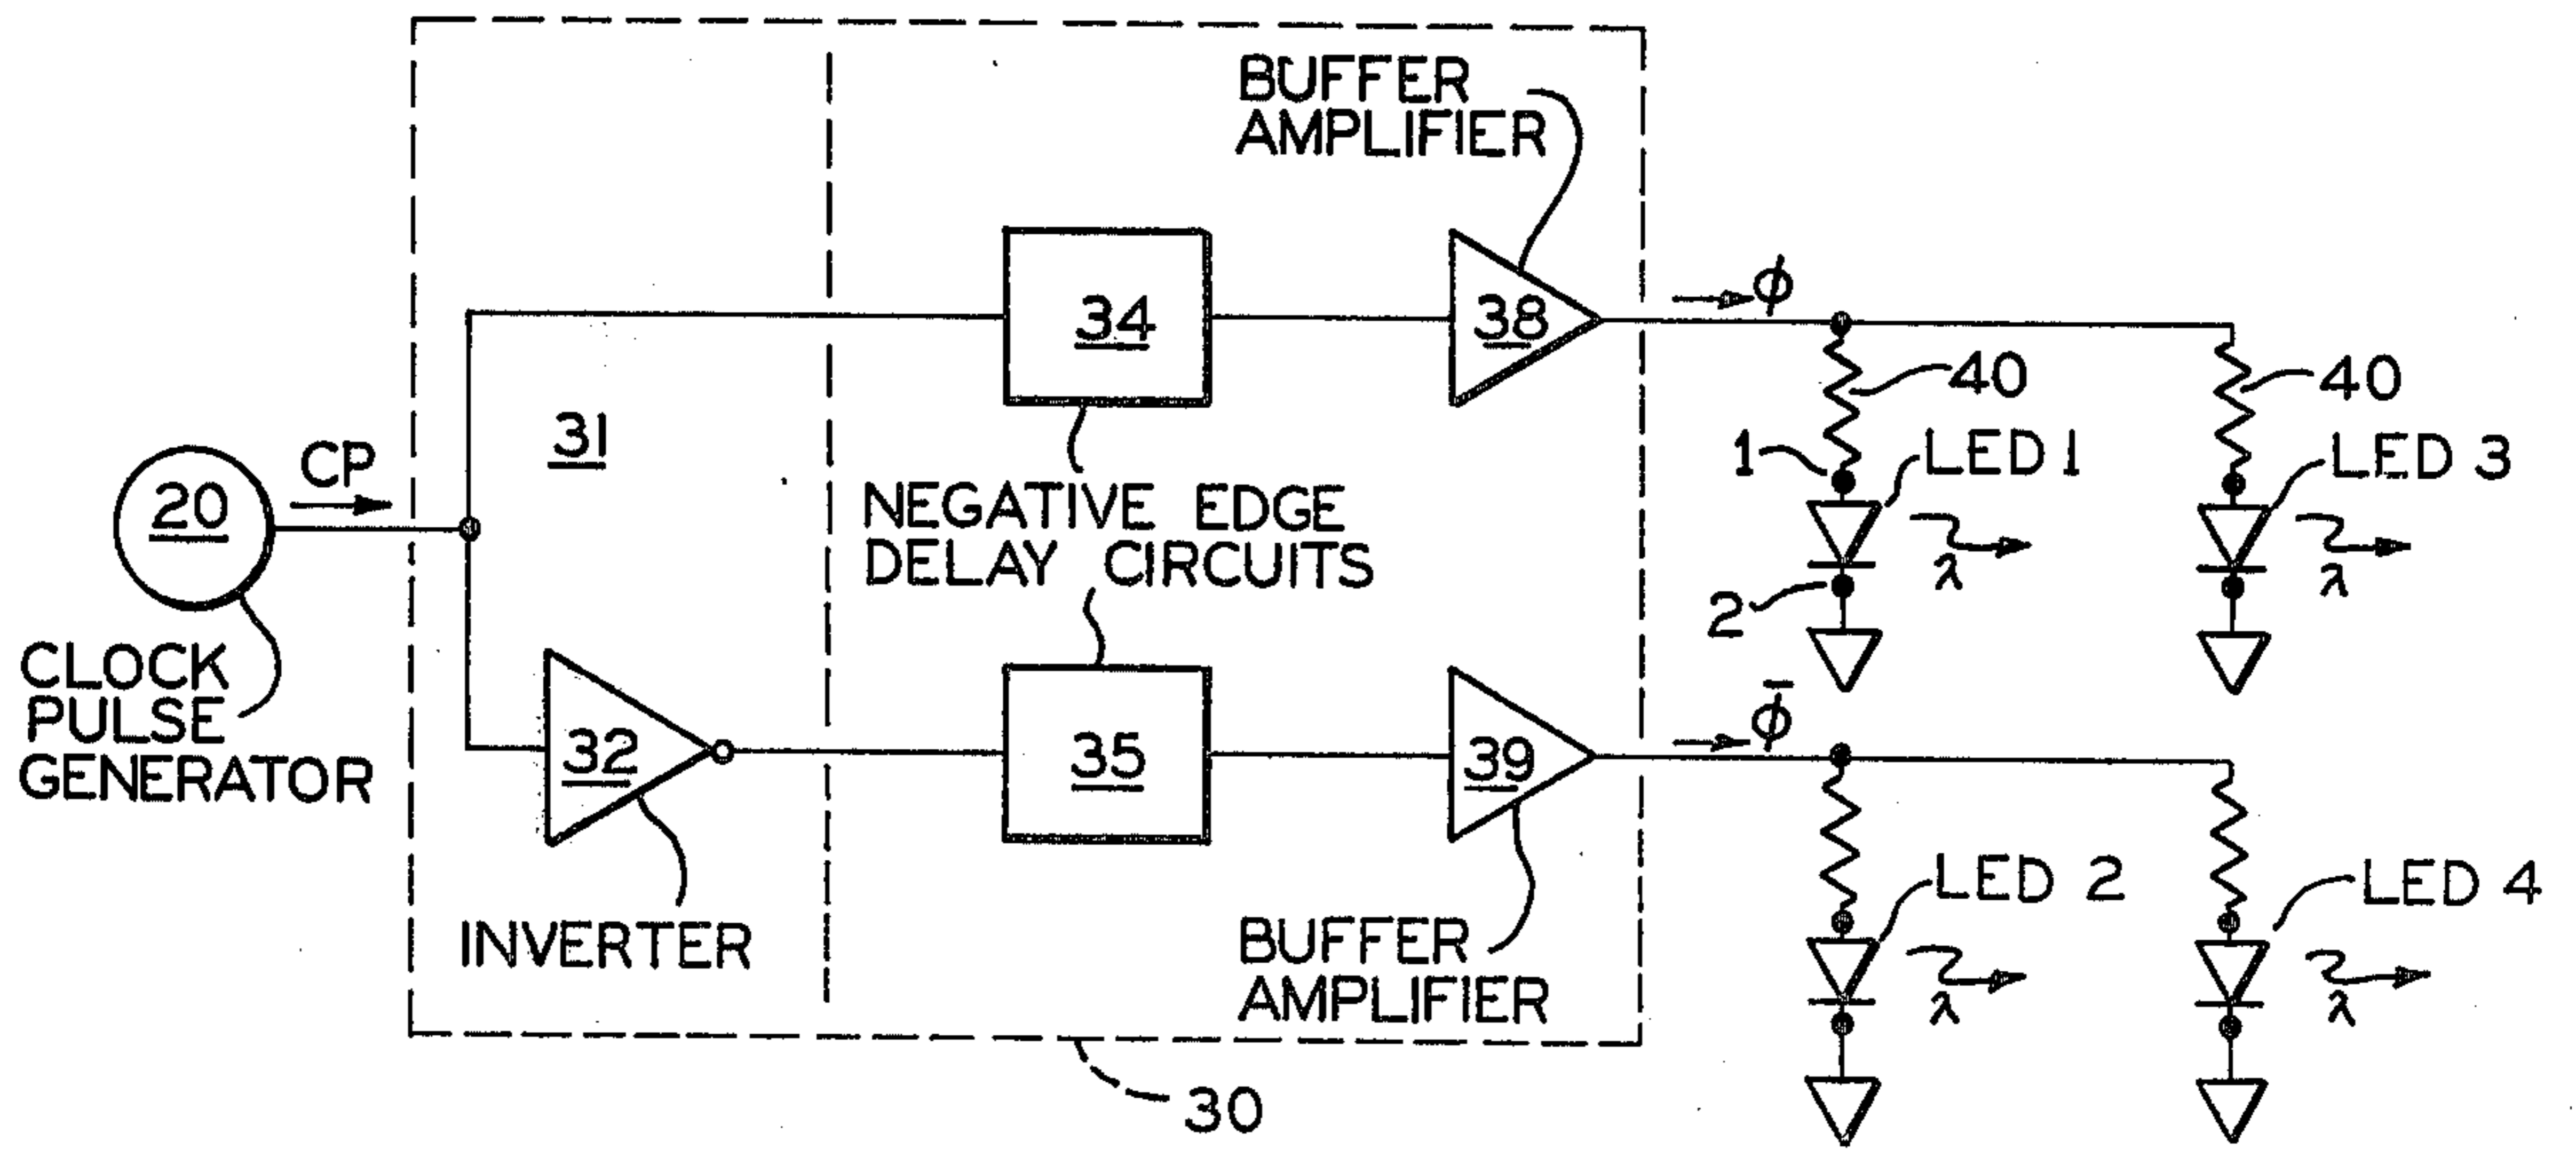 BUFFER
AMPLIFIER
ϕ
34
38
40
40
31
CP
1
LED 1
LED 3
20
NEGATIVE EDGE
DELAY CIRCUITS
λ
λ
2
CLOCK
PULSE
GENERATOR
ϕ̄
32
35
39
LED 2
LED 4
INVERTER
BUFFER
AMPLIFIER
λ
λ
30